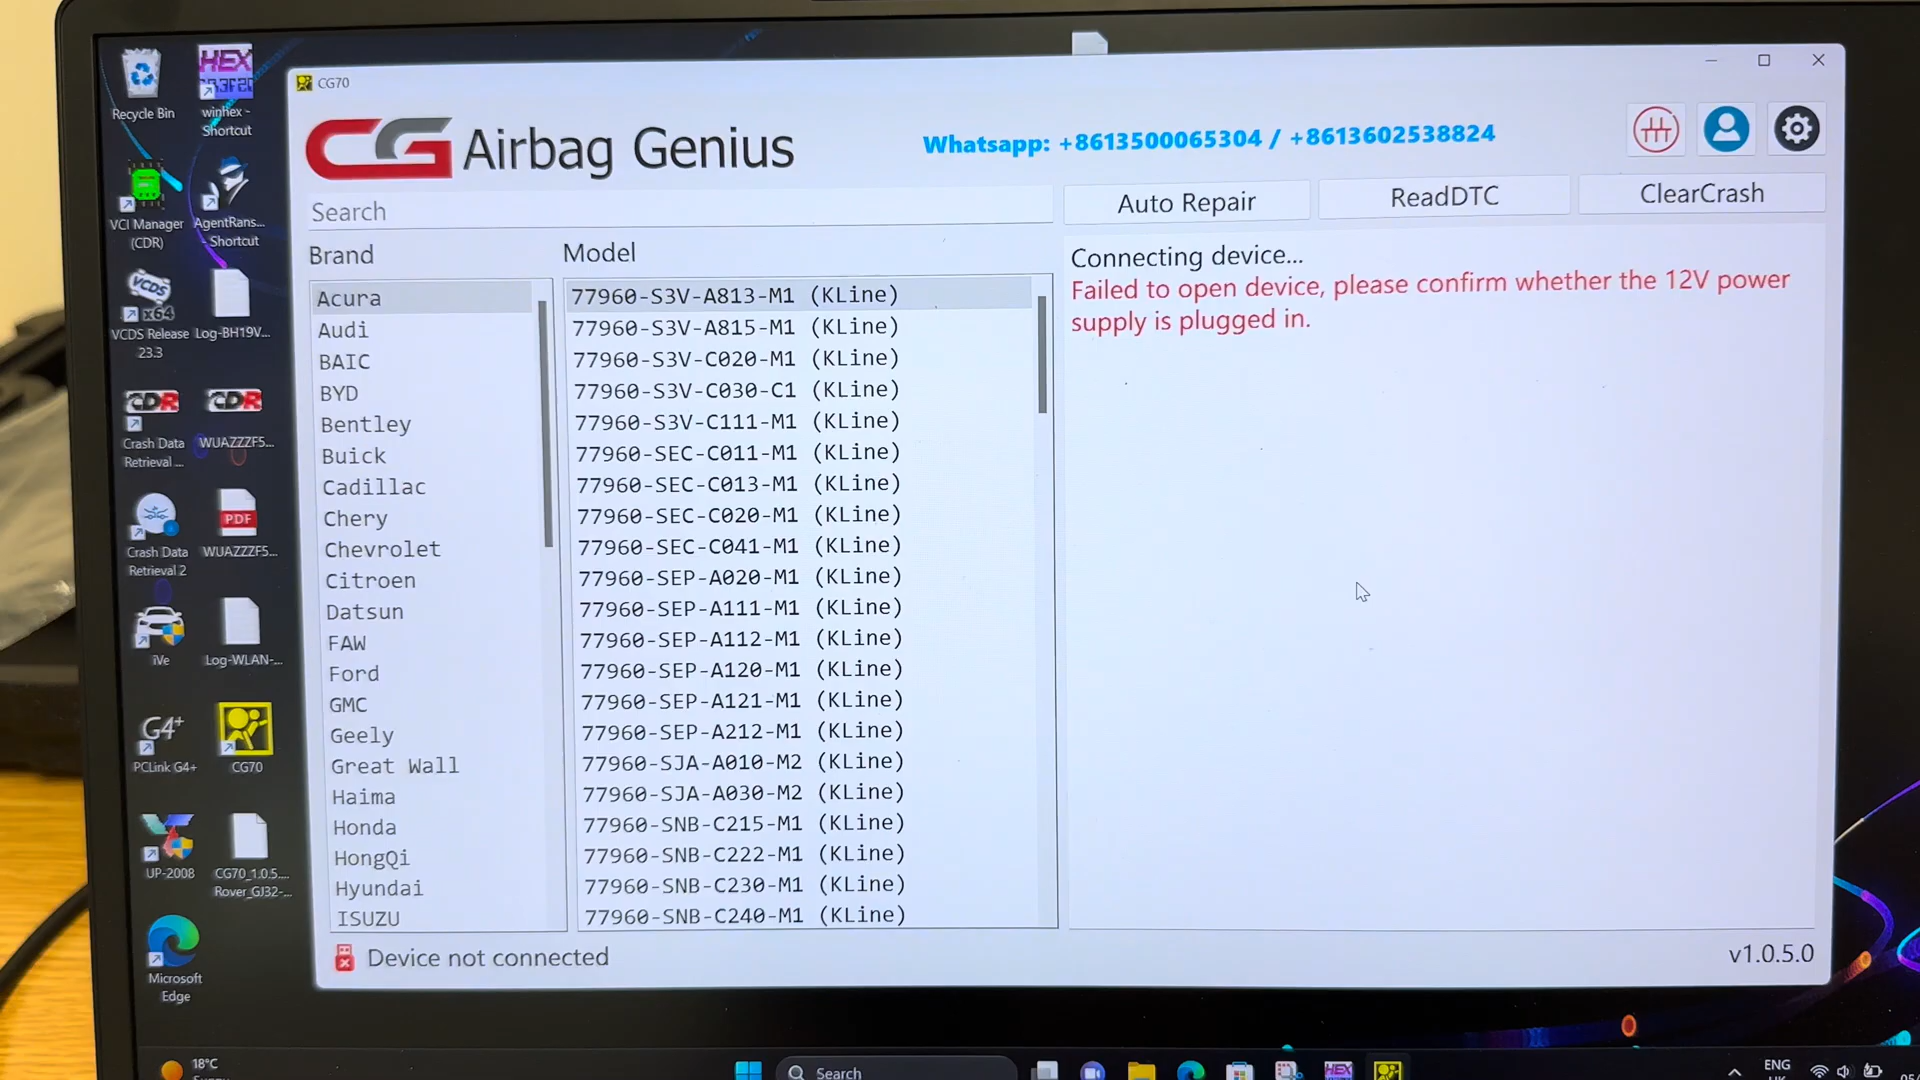 Recycle Bin
HEX
winhex -
Shortcut
VCI Manager
(CDR)
AgentRans...
- Shortcut
VCDS
x64
VCDS Release
23.3
Log-BH19V...
CDR
Crash Data
Retrieval ...
CDR
WUAZZZF5...
Crash Data
Retrieval 2
PDF
WUAZZZF5...
iVe
Log-WLAN-...
G4+
PCLink G4+
CG70
UP-2008
CG70_1.0.5....
Rover_GJ32-...
Microsoft
Edge
CG70
CG Airbag Genius
Whatsapp: +8613500065304 / +8613602538824
Search
Auto Repair
ReadDTC
ClearCrash
Brand
Acura
Audi
BAIC
BYD
Bentley
Buick
Cadillac
Chery
Chevrolet
Citroen
Datsun
FAW
Ford
GMC
Geely
Great Wall
Haima
Honda
HongQi
Hyundai
ISUZU
Model
77960-S3V-A813-M1 (KLine)
77960-S3V-A815-M1 (KLine)
77960-S3V-C020-M1 (KLine)
77960-S3V-C030-C1 (KLine)
77960-S3V-C111-M1 (KLine)
77960-SEC-C011-M1 (KLine)
77960-SEC-C013-M1 (KLine)
77960-SEC-C020-M1 (KLine)
77960-SEC-C041-M1 (KLine)
77960-SEP-A020-M1 (KLine)
77960-SEP-A111-M1 (KLine)
77960-SEP-A112-M1 (KLine)
77960-SEP-A120-M1 (KLine)
77960-SEP-A121-M1 (KLine)
77960-SEP-A212-M1 (KLine)
77960-SJA-A010-M2 (KLine)
77960-SJA-A030-M2 (KLine)
77960-SNB-C215-M1 (KLine)
77960-SNB-C222-M1 (KLine)
77960-SNB-C230-M1 (KLine)
77960-SNB-C240-M1 (KLine)
Connecting device...
Failed to open device, please confirm whether the 12V power
supply is plugged in.
Device not connected
v1.0.5.0
18°C
Search
HEX
ENG